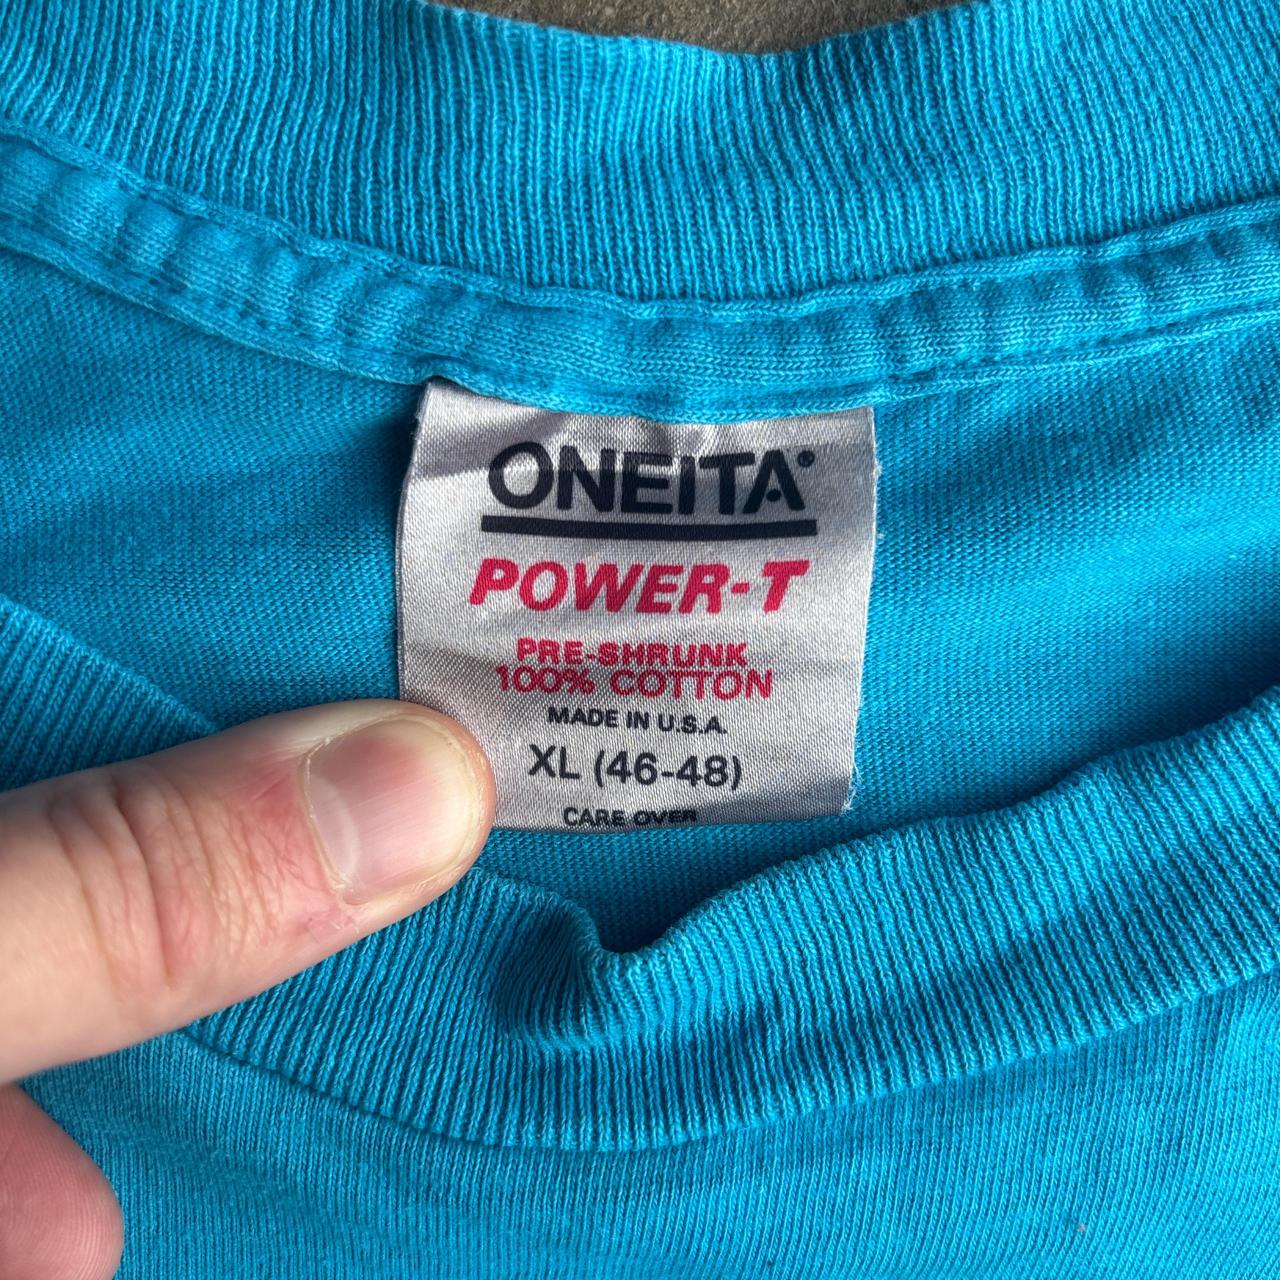 ONEITA®
POWER-T
PRE-SHRUNK
100% COTTON
MADE IN U.S.A.
XL (46-48)
CARE OVER